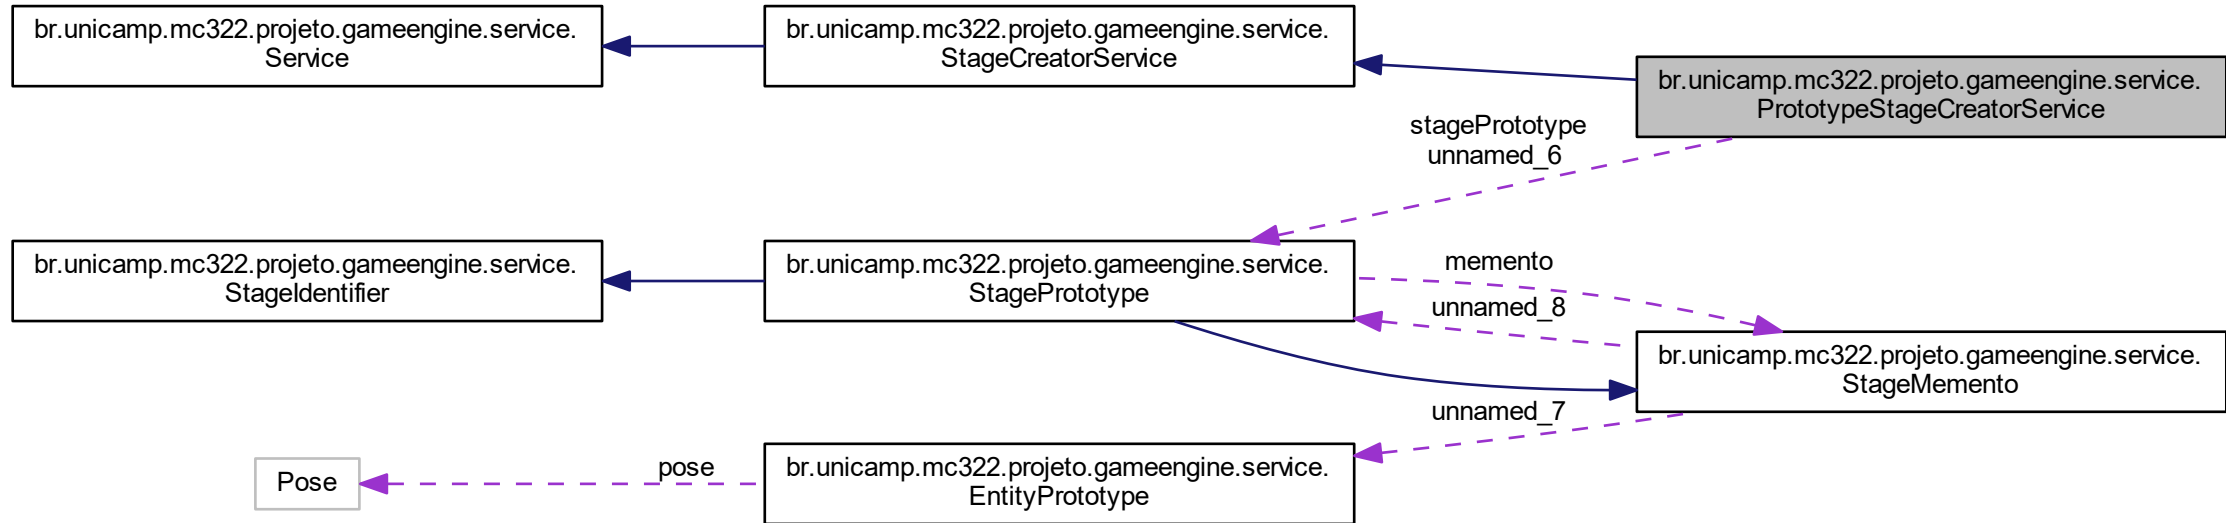 br.unicamp.mc322.projeto.gameengine.service.
Service
br.unicamp.mc322.projeto.gameengine.service.
StageCreatorService
br.unicamp.mc322.projeto.gameengine.service.
PrototypeStageCreatorService
stagePrototype
unnamed_6
br.unicamp.mc322.projeto.gameengine.service.
StageIdentifier
br.unicamp.mc322.projeto.gameengine.service.
StagePrototype
memento
unnamed_8
br.unicamp.mc322.projeto.gameengine.service.
StageMemento
unnamed_7
Pose
pose
br.unicamp.mc322.projeto.gameengine.service.
EntityPrototype